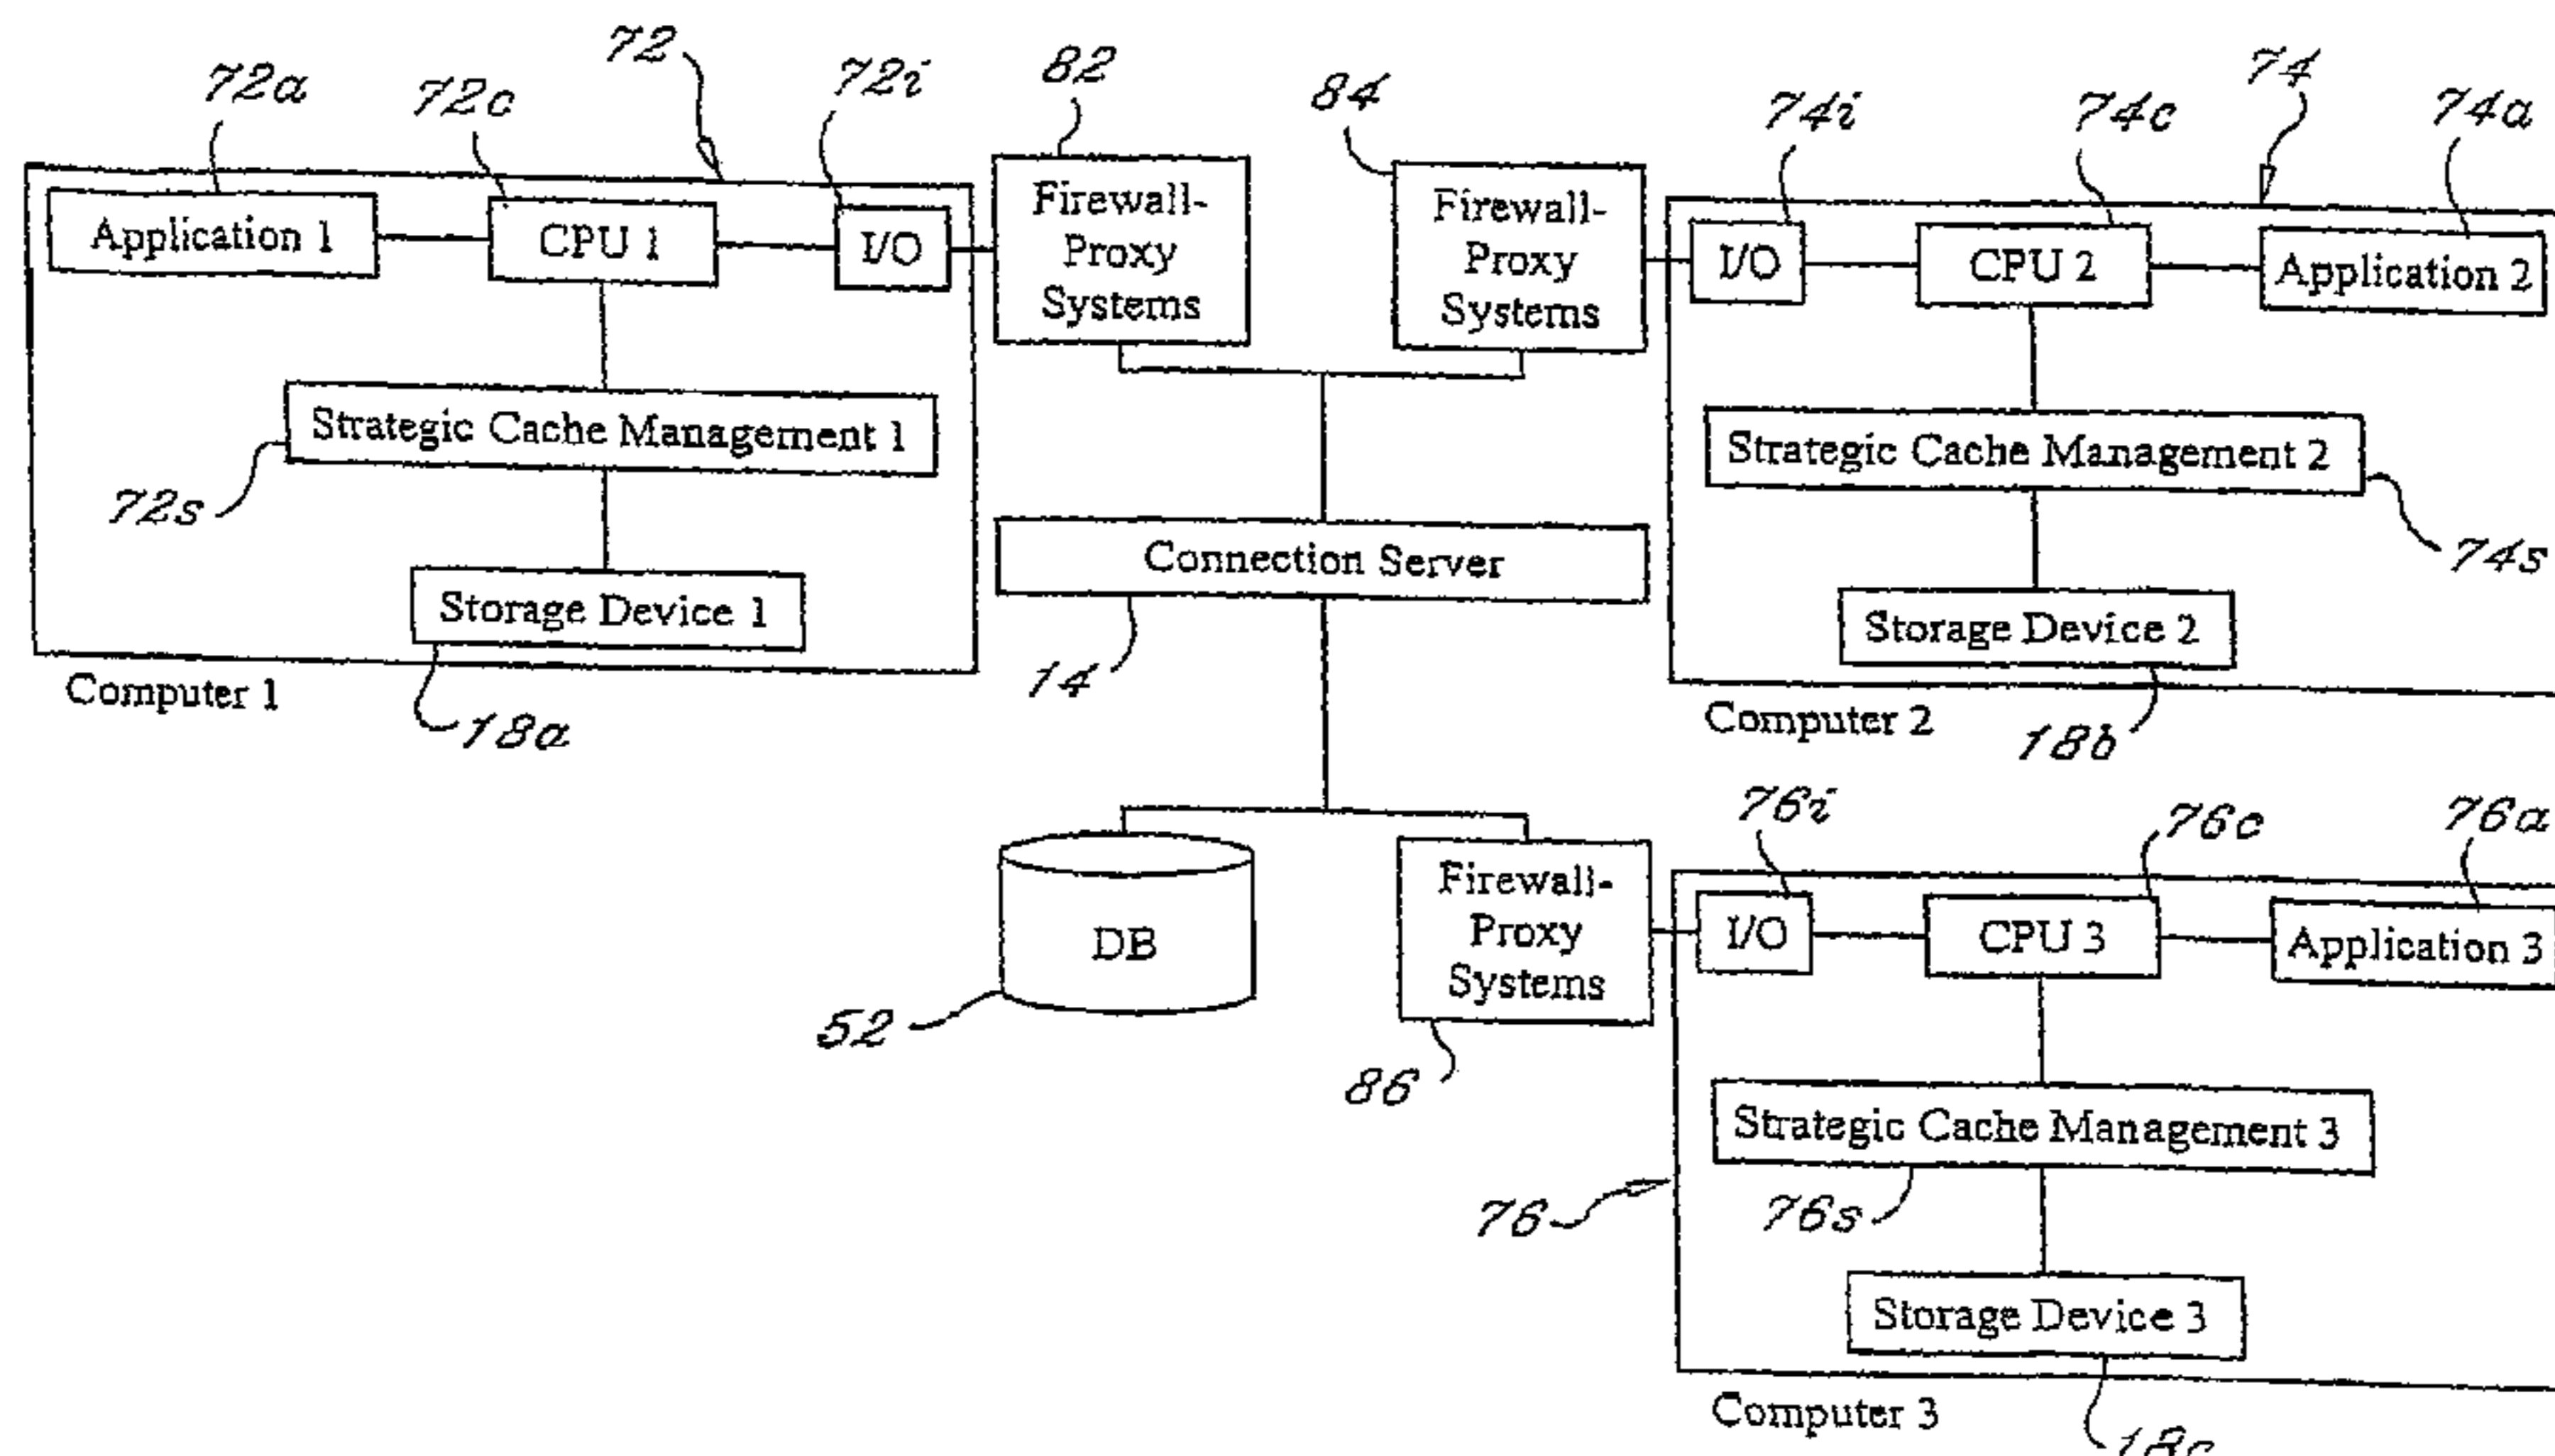 72
82
72a
72c
72i
84
74i
74c
74
74a
Application 1
CPU 1
I/O
Firewall-
Proxy
Systems
Firewall-
Proxy
Systems
I/O
CPU 2
Application 2
Strategic Cache Management 1
72s
Strategic Cache Management 2
74s
Connection Server
14
Storage Device 1
Computer 1
18a
Storage Device 2
Computer 2
18b
76i
76c
76a
DB
52
Firewall-
Proxy
Systems
86
I/O
CPU 3
Application 3
Strategic Cache Management 3
76
76s
Storage Device 3
Computer 3